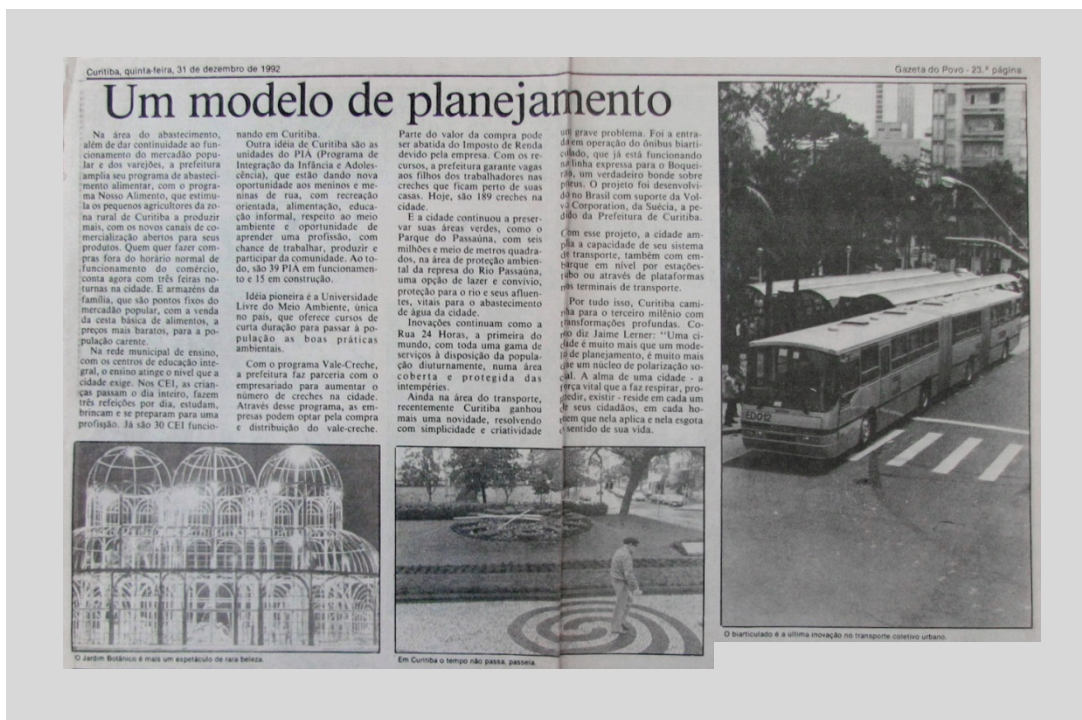 Curitiba, quinta-feira, 31 de dezembro de 1992
Gazeta do Povo - 23.ª página
Um modelo de planejamento
Na área do abastecimento,
além de dar continuidade ao fun-
cionamento do mercadão popu-
lar e dos varejões, a prefeitura
amplia seu programa de abasteci-
mento alimentar, com o progra-
ma Nosso Alimento, que estimu-
la os pequenos agricultores da zo-
na rural de Curitiba a produzir
mais, com os novos canais de co-
mercialização abertos para seus
produtos. Quem quer fazer com-
pras fora do horário normal de
funcionamento do comércio,
conta agora com três feiras no-
turnas na cidade. E armazéns da
família, que são pontos fixos do
mercadão popular, com a venda
da cesta básica de alimentos, a
preços mais baratos, para a po-
pulação carente.
Na rede municipal de ensino,
com os centros de educação inte-
gral, o ensino atinge o nível que a
cidade exige. Nos CEI, as crian-
ças passam o dia inteiro, fazem
três refeições por dia, estudam,
brincam e se preparam para uma
profissão. Já são 30 CEI funcio-
nando em Curitiba.
Outra idéia de Curitiba são as
unidades do PIA (Programa de
Integração da Infância e Adoles-
cência), que estão dando nova
oportunidade aos meninos e me-
ninas de rua, com recreação
orientada, alimentação, educa-
ção informal, respeito ao meio
ambiente e oportunidade de
aprender uma profissão, com
chance de trabalhar, produzir e
participar da comunidade. Ao to-
do, são 39 PIA em funcionamen-
to e 15 em construção.
Idéia pioneira é a Universidade
Livre do Meio Ambiente, única
no país, que oferece cursos de
curta duração para passar à po-
pulação as boas práticas
ambientais.
Com o programa Vale-Creche,
a prefeitura faz parceria com o
empresariado para aumentar o
número de creches na cidade.
Através desse programa, as em-
presas podem optar pela compra
e distribuição do vale-creche.
Parte do valor da compra pode
ser abatida do Imposto de Renda
devido pela empresa. Com os re-
cursos, a prefeitura garante vagas
aos filhos dos trabalhadores nas
creches que ficam perto de suas
casas. Hoje, são 189 creches na
cidade.
E a cidade continuou a preser-
var suas áreas verdes, como o
Parque do Passaúna, com seis
milhões e meio de metros quadra-
dos, na área de proteção ambien-
tal da represa do Rio Passaúna,
uma opção de lazer e convívio,
proteção para o rio e seus afluen-
tes, vitais para o abastecimento
de água da cidade.
Inovações continuam como a
Rua 24 Horas, a primeira do
mundo, com toda uma gama de
serviços à disposição da popula-
ção diuturnamente, numa área
coberta e protegida das
intempéries.
Ainda na área do transporte,
recentemente Curitiba ganhou
mais uma novidade, resolvendo
com simplicidade e criatividade
um grave problema. Foi a entra-
da em operação do ônibus biarti-
culado, que já está funcionando
na linha expressa para o Boquei-
rão, um verdadeiro bonde sobre
pneus. O projeto foi desenvolvi-
do no Brasil com suporte da Vol-
vo Corporation, da Suécia, a pe-
dido da Prefeitura de Curitiba.
Com esse projeto, a cidade am-
plia a capacidade de seu sistema
de transporte, também com em-
barque em nível por estações-
tubo ou através de plataformas
nos terminais de transporte.
Por tudo isso, Curitiba cami-
nha para o terceiro milênio com
transformações profundas. Co-
mo diz Jaime Lerner: "Uma ci-
dade é muito mais que um mode-
lo de planejamento, é muito mais
que um núcleo de polarização so-
cial. A alma de uma cidade - a
força vital que a faz respirar, pro-
gredir, existir - reside em cada um
de seus cidadãos, em cada ho-
mem que nela aplica e nela esgota
o sentido de sua vida.
ED012
O Jardim Botânico é mais um espetáculo de rara beleza.
Em Curitiba o tempo não passa, passeia.
O biarticulado é a última inovação no transporte coletivo urbano.